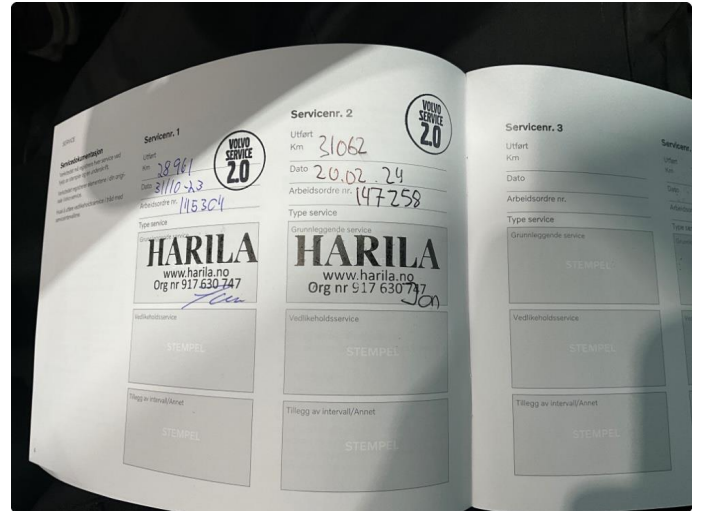 SERVICE
Servicedokumentasjon
Servicenr. 1
VOLVO
SERVICE
2.0
Utført
Km 28961
Dato 31/10-23
Arbeidsordre nr. 145304
Type service
Grunnleggende service
HARILA
www.harila.no
Org nr 917 630 747
Vedlikeholdsservice
STEMPEL
Tillegg av intervall/Annet
STEMPEL
Servicenr. 2
VOLVO
SERVICE
2.0
Utført
Km 31062
Dato 20.02.24
Arbeidsordre nr. 147258
Type service
Grunnleggende service
HARILA
www.harila.no
Org nr 917 630 747
Jon
Vedlikeholdsservice
STEMPEL
Tillegg av intervall/Annet
STEMPEL
Servicenr. 3
Utført
Km
Dato
Arbeidsordre nr.
Type service
Grunnleggende service
STEMPEL
Vedlikeholdsservice
STEMPEL
Tillegg av intervall/Annet
STEMPEL
Servicenr.